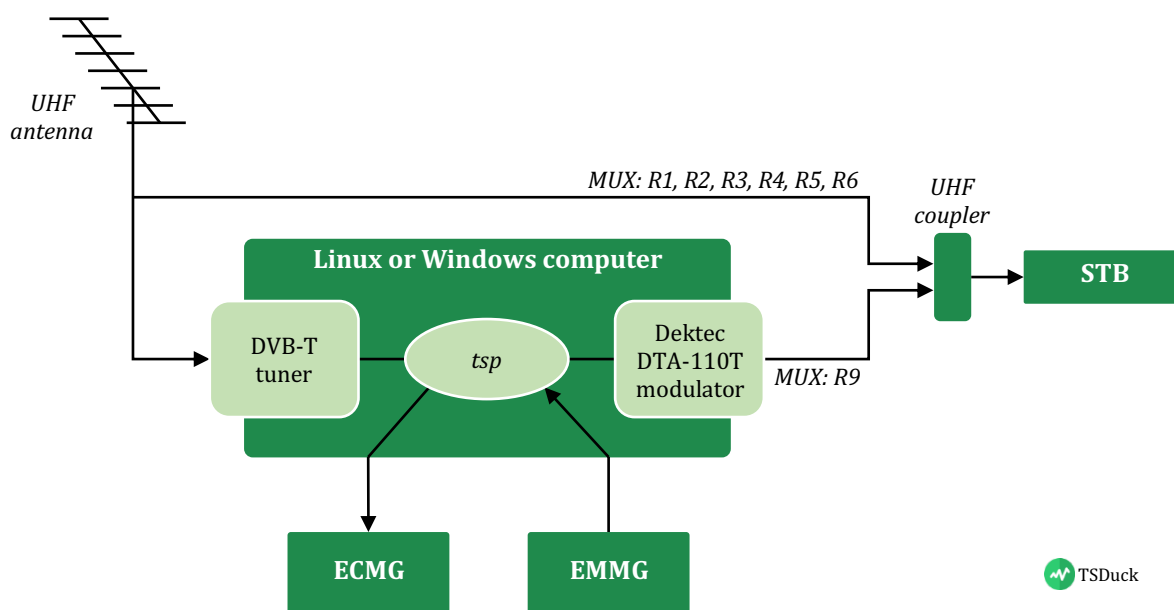 UHF
antenna
MUX: R1, R2, R3, R4, R5, R6
UHF
coupler
Linux or Windows computer
STB
DVB-T
tuner
tsp
Dektec
DTA-110T
modulator
MUX: R9
ECMG
EMMG
TSDuck